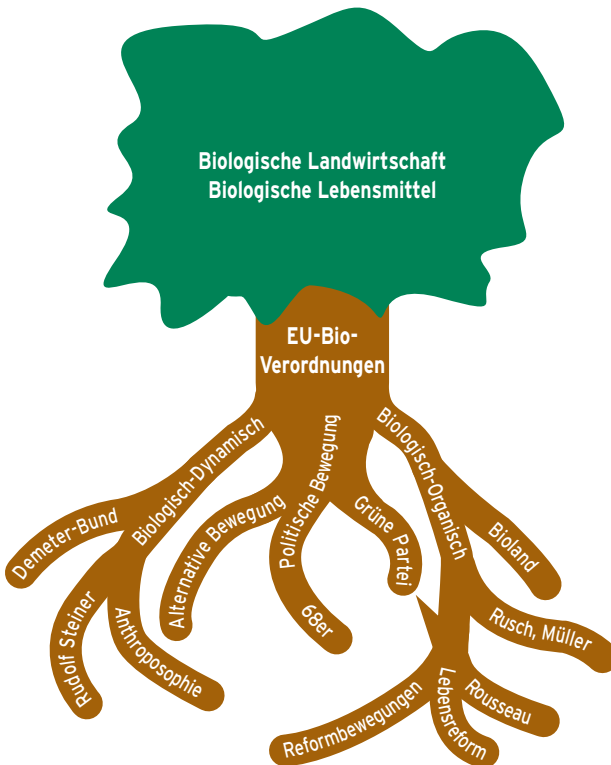 Biologische Landwirtschaft
Biologische Lebensmittel
EU-Bio-
Verordnungen
Biologisch-Dynamisch
Politische Bewegung
Biologisch-Organisch
Demeter-Bund
Alternative Bewegung
Grüne Partei
Bioland
Rudolf Steiner
Anthroposophie
68er
Rusch, Müller
Reformbewegungen
Lebensreform
Rousseau